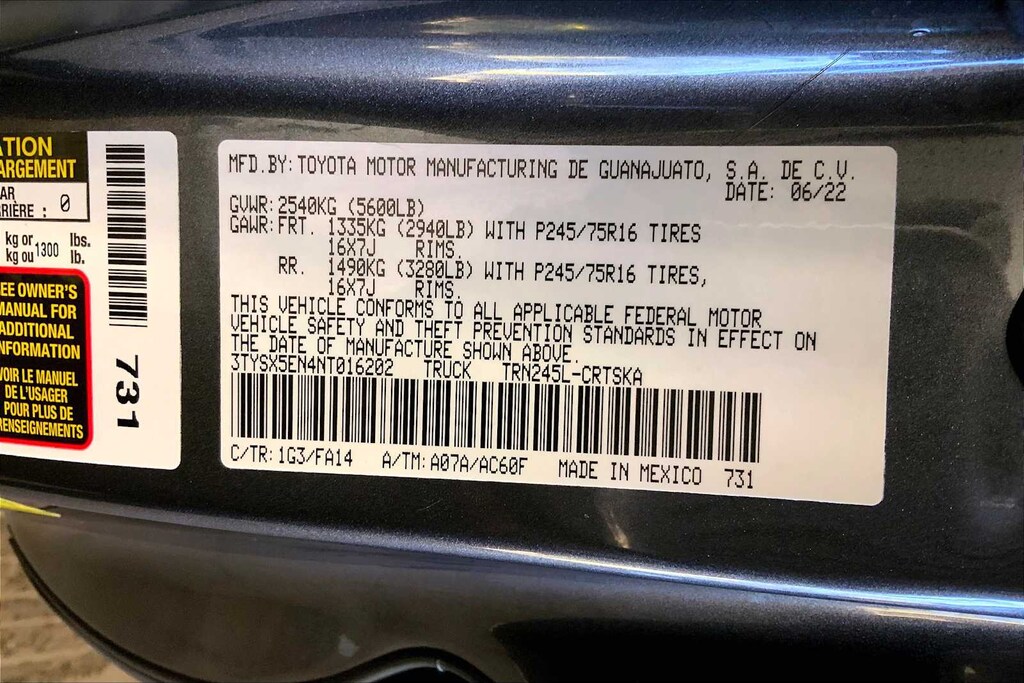 TION
ARGEMENT
AR
RIÈRE : 0
kg or 1300 lbs.
kg ou lb.
EE OWNER'S
MANUAL FOR
ADDITIONAL
NFORMATION
OIR LE MANUEL
DE L'USAGER
POUR PLUS DE
RENSEIGNEMENTS
731
MFD.BY:TOYOTA MOTOR MANUFACTURING DE GUANAJUATO, S.A. DE C.V.
DATE: 06/22
GVWR:2540KG (5600LB)
GAWR:FRT. 1335KG (2940LB) WITH P245/75R16 TIRES
16X7J RIMS,
RR. 1490KG (3280LB) WITH P245/75R16 TIRES,
16X7J RIMS.
THIS VEHICLE CONFORMS TO ALL APPLICABLE FEDERAL MOTOR
VEHICLE SAFETY AND THEFT PREVENTION STANDARDS IN EFFECT ON
THE DATE OF MANUFACTURE SHOWN ABOVE.
3TYSX5EN4NT016202 TRUCK TRN245L-CRTSKA
C/TR:1G3/FA14 A/TM:A07A/AC60F MADE IN MEXICO 731